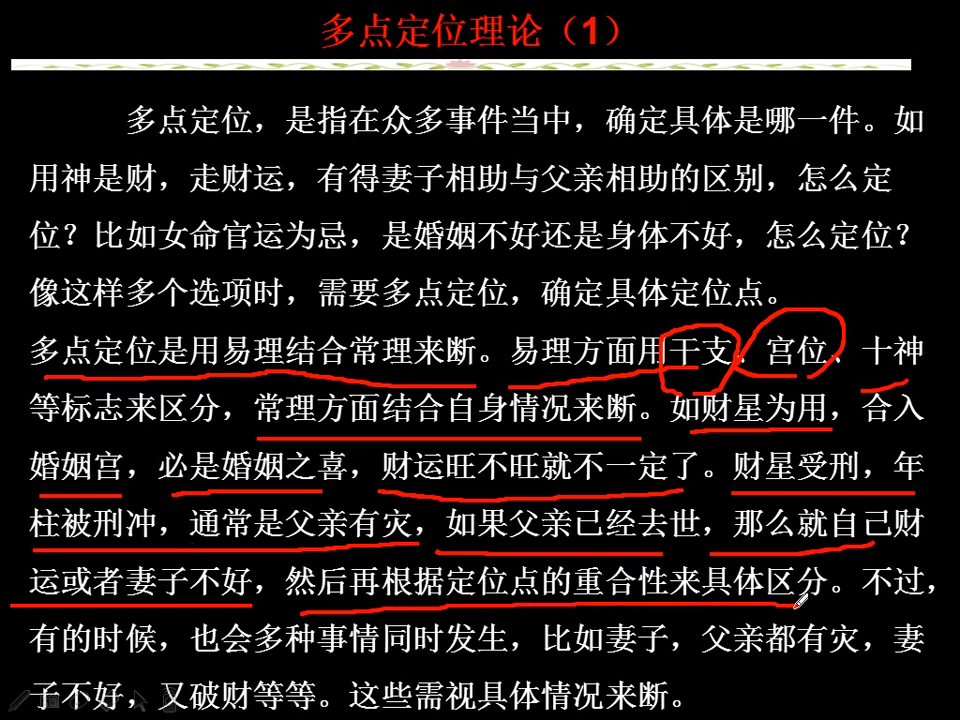 多点定位理论（1）
多点定位，是指在众多事件当中，确定具体是哪一件。如
用神是财，走财运，有得妻子相助与父亲相助的区别，怎么定
位？比如女命官运为忌，是婚姻不好还是身体不好，怎么定位？
像这样多个选项时，需要多点定位，确定具体定位点。
多点定位是用易理结合常理来断。易理方面用干支、宫位、十神
等标志来区分，常理方面结合自身情况来断。如财星为用，合入
婚姻宫，必是婚姻之喜，财运旺不旺就不一定了。财星受刑，年
柱被刑冲，通常是父亲有灾，如果父亲已经去世，那么就自己财
运或者妻子不好，然后再根据定位点的重合性来具体区分。不过，
有的时候，也会多种事情同时发生，比如妻子，父亲都有灾，妻
子不好，又破财等等。这些需视具体情况来断。